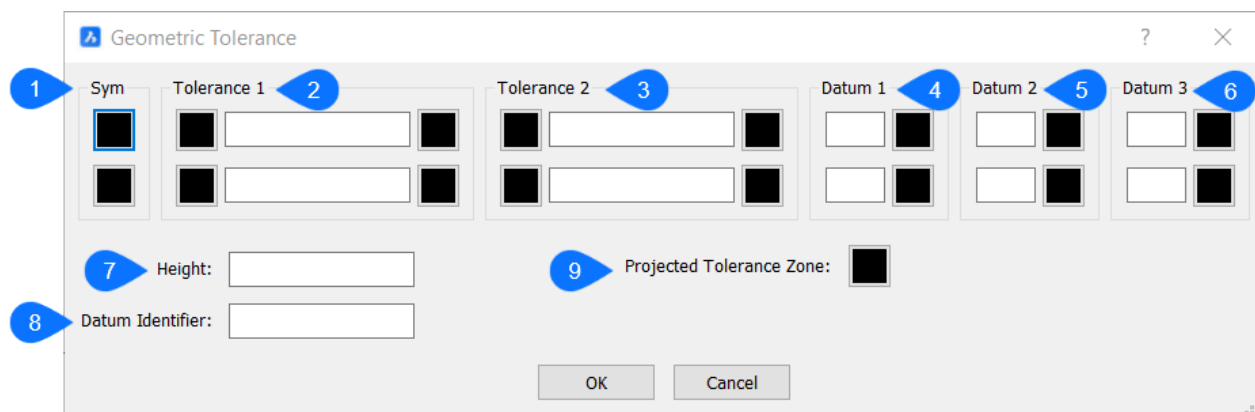 Geometric Tolerance ?
1 Sym Tolerance 1 2 Tolerance 2 3 Datum 1 4 Datum 2 5 Datum 3 6
7 Height: 9 Projected Tolerance Zone:
8 Datum Identifier:
OK Cancel